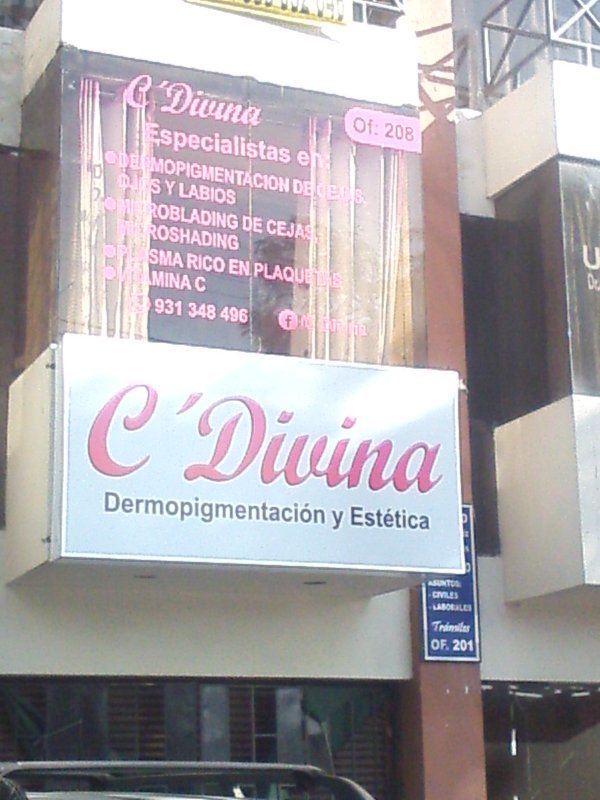 C´Divina
Of: 208
Especialistas en:
DERMOPIGMENTACION DE CEJAS,
OJOS Y LABIOS
MICROBLADING DE CEJAS,
MICROSHADING
PLASMA RICO EN PLAQUETAS
VITAMINA C
931 348 496
C´Divina
Dermopigmentación y Estética
ASUNTOS:
- CIVILES
- LABORALES
Trámites
OF. 201